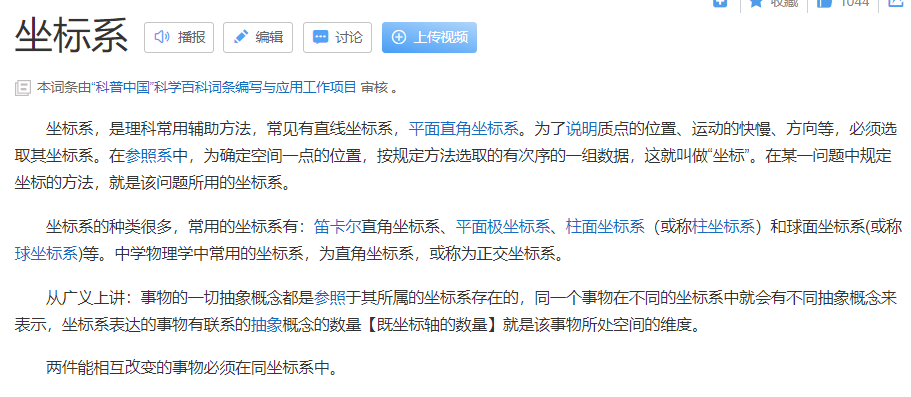 收藏
1044
坐标系 播报 编辑 讨论 上传视频
本词条由“科普中国”科学百科词条编写与应用工作项目 审核 。
坐标系，是理科常用辅助方法，常见有直线坐标系，平面直角坐标系。为了说明质点的位置、运动的快慢、方向等，必须选
取其坐标系。在参照系中，为确定空间一点的位置，按规定方法选取的有次序的一组数据，这就叫做“坐标”。在某一问题中规定
坐标的方法，就是该问题所用的坐标系。
坐标系的种类很多，常用的坐标系有：笛卡尔直角坐标系、平面极坐标系、柱面坐标系（或称柱坐标系）和球面坐标系(或称
球坐标系)等。中学物理学中常用的坐标系，为直角坐标系，或称为正交坐标系。
从广义上讲：事物的一切抽象概念都是参照于其所属的坐标系存在的，同一个事物在不同的坐标系中就会有不同抽象概念来
表示，坐标系表达的事物有联系的抽象概念的数量【既坐标轴的数量】就是该事物所处空间的维度。
两件能相互改变的事物必须在同坐标系中。